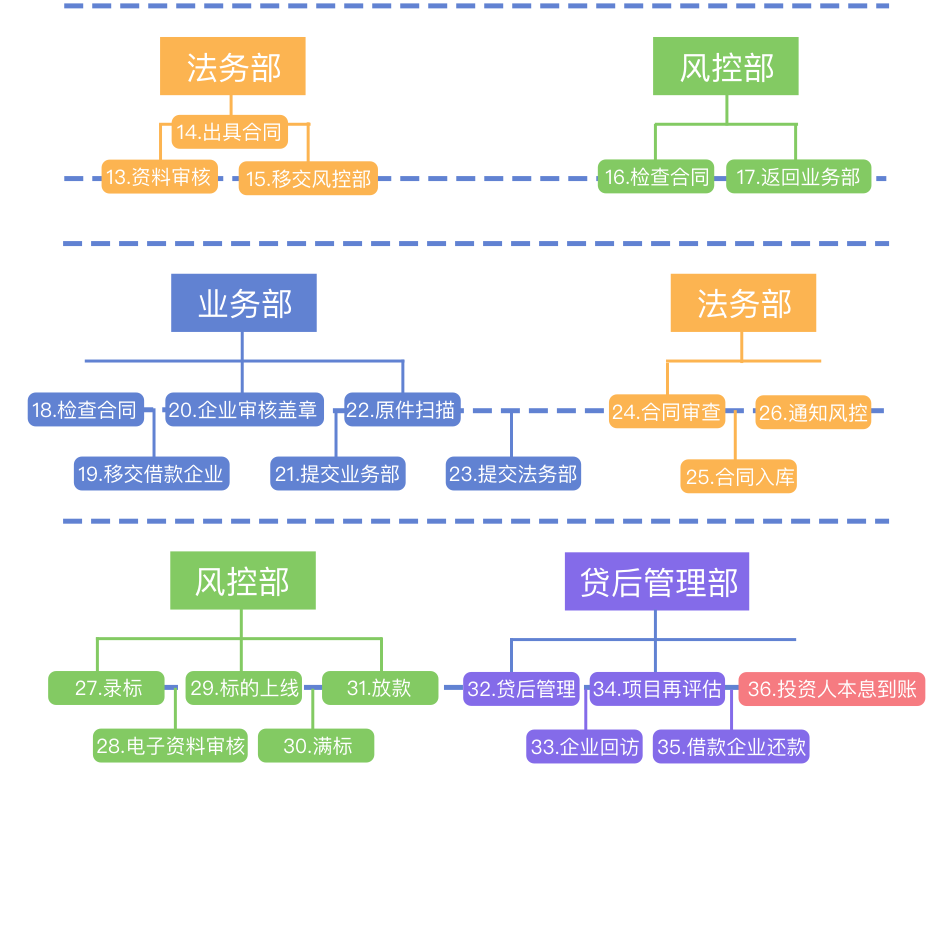 法务部
风控部
14.出具合同
13.资料审核
15.移交风控部
16.检查合同
17.返回业务部
业务部
法务部
18.检查合同
20.企业审核盖章
22.原件扫描
24.合同审查
26.通知风控
19.移交借款企业
21.提交业务部
23.提交法务部
25.合同入库
风控部
贷后管理部
27.录标
29.标的上线
31.放款
32.贷后管理
34.项目再评估
36.投资人本息到账
28.电子资料审核
30.满标
33.企业回访
35.借款企业还款